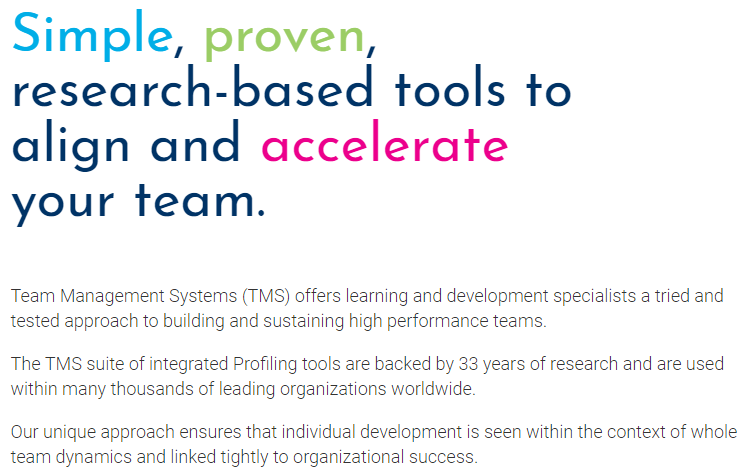 Simple, proven,
research-based tools to
align and accelerate
your team.
Team Management Systems (TMS) offers learning and development specialists a tried and
tested approach to building and sustaining high performance teams.
The TMS suite of integrated Profiling tools are backed by 33 years of research and are used
within many thousands of leading organizations worldwide.
Our unique approach ensures that individual development is seen within the context of whole
team dynamics and linked tightly to organizational success.